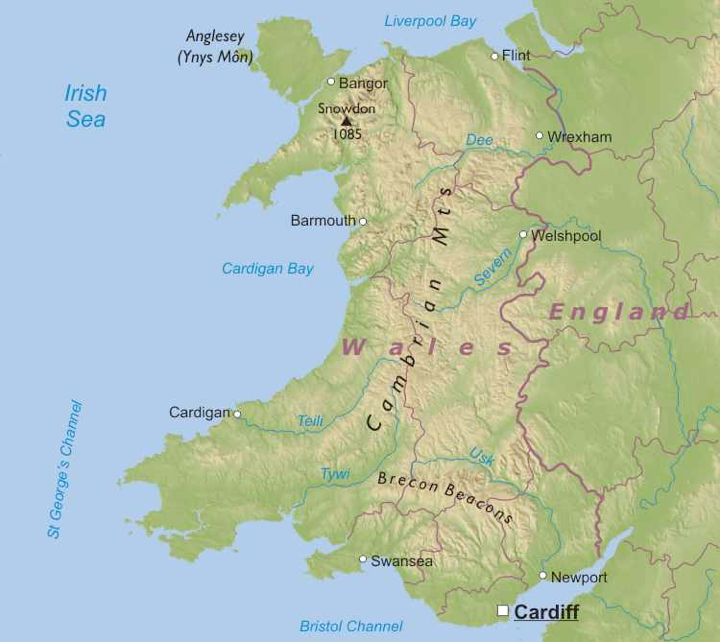 Liverpool Bay
Anglesey
(Ynys Môn)
Flint
Irish
Sea
Bangor
Snowdon
1085
Wrexham
Dee
Cambrian Mts
Barmouth
Welshpool
Cardigan Bay
Severn
England
Wales
Cardigan
Teili
St George's Channel
Usk
Tywi
Brecon Beacons
Swansea
Newport
Cardiff
Bristol Channel